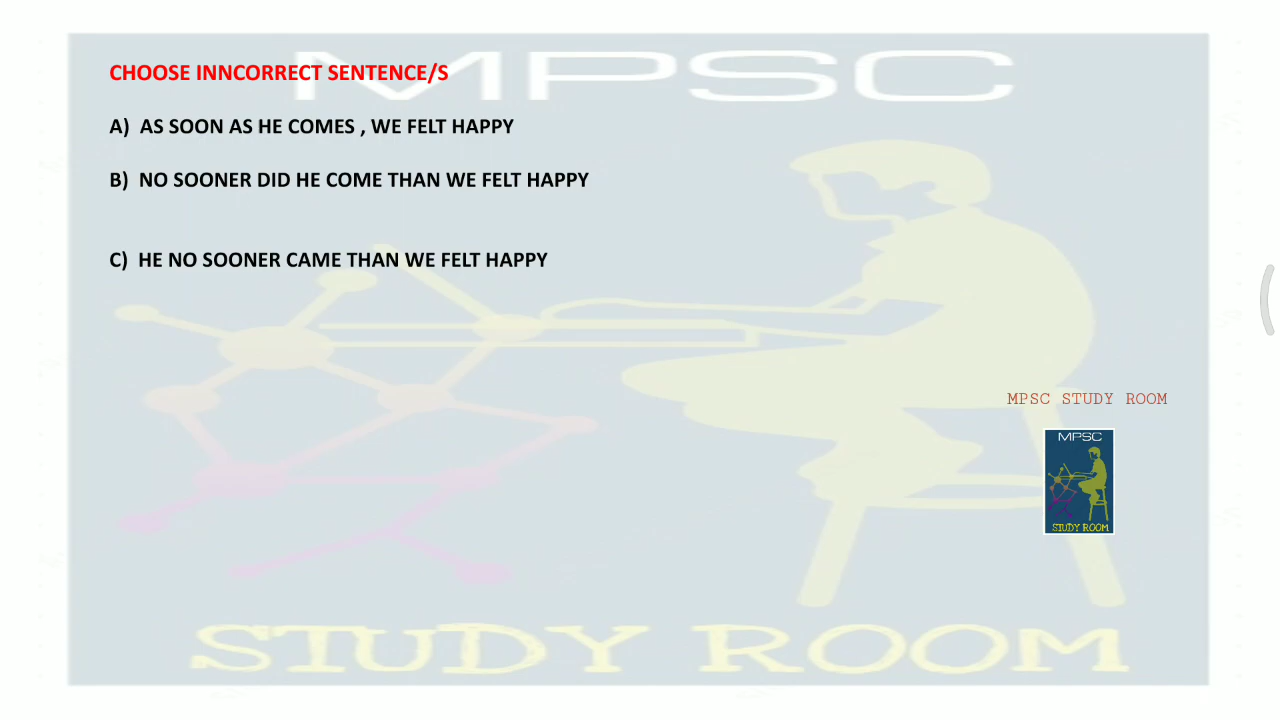 MPSC
CHOOSE INNCORRECT SENTENCE/S
A) AS SOON AS HE COMES , WE FELT HAPPY
B) NO SOONER DID HE COME THAN WE FELT HAPPY
C) HE NO SOONER CAME THAN WE FELT HAPPY
MPSC STUDY ROOM
MPSC
STUDY ROOM
STUDY ROOM